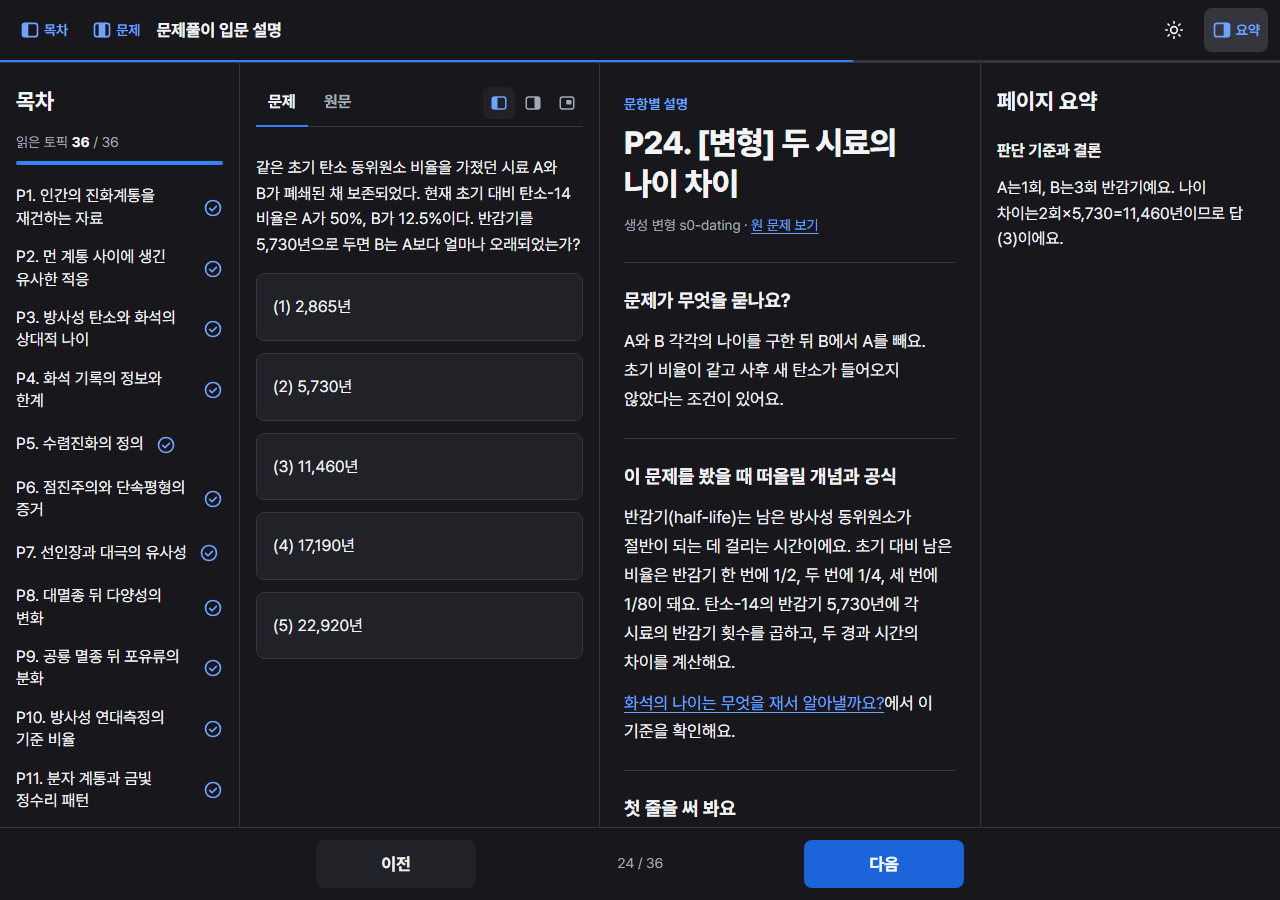 목차
문제
문제풀이 입문 설명
요약
목차
읽은 토픽 36 / 36
P1. 인간의 진화계통을
재건하는 자료
P2. 먼 계통 사이에 생긴
유사한 적응
P3. 방사성 탄소와 화석의
상대적 나이
P4. 화석 기록의 정보와
한계
P5. 수렴진화의 정의
P6. 점진주의와 단속평형의
증거
P7. 선인장과 대극의 유사성
P8. 대멸종 뒤 다양성의
변화
P9. 공룡 멸종 뒤 포유류의
분화
P10. 방사성 연대측정의
기준 비율
P11. 분자 계통과 금빛
정수리 패턴
문제
원문
같은 초기 탄소 동위원소 비율을 가졌던 시료 A와
B가 폐쇄된 채 보존되었다. 현재 초기 대비 탄소-14
비율은 A가 50%, B가 12.5%이다. 반감기를
5,730년으로 두면 B는 A보다 얼마나 오래되었는가?
(1) 2,865년
(2) 5,730년
(3) 11,460년
(4) 17,190년
(5) 22,920년
문항별 설명
P24. [변형] 두 시료의
나이 차이
생성 변형 s0-dating · 원 문제 보기
문제가 무엇을 묻나요?
A와 B 각각의 나이를 구한 뒤 B에서 A를 빼요.
초기 비율이 같고 사후 새 탄소가 들어오지
않았다는 조건이 있어요.
이 문제를 봤을 때 떠올릴 개념과 공식
반감기(half-life)는 남은 방사성 동위원소가
절반이 되는 데 걸리는 시간이에요. 초기 대비 남은
비율은 반감기 한 번에 1/2, 두 번에 1/4, 세 번에
1/8이 돼요. 탄소-14의 반감기 5,730년에 각
시료의 반감기 횟수를 곱하고, 두 경과 시간의
차이를 계산해요.
화석의 나이는 무엇을 재서 알아낼까요?에서 이
기준을 확인해요.
첫 줄을 써 봐요
페이지 요약
판단 기준과 결론
A는1회, B는3회 반감기예요. 나이
차이는2회×5,730=11,460년이므로 답
(3)이에요.
이전
24 / 36
다음